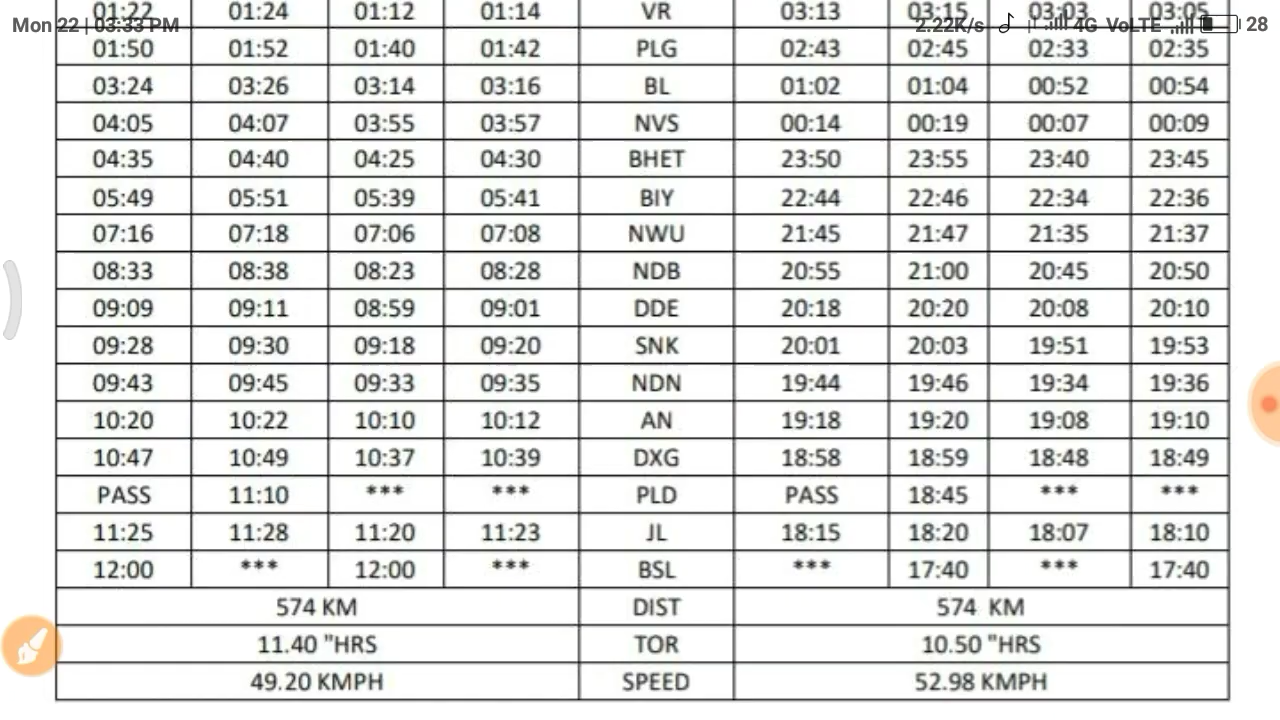 01:22 01:24 01:12 01:14 VR 03:13 03:15 03:03 03:05
Mon 22 | 03:33 PM 2.22K/s 4G VoLTE 28
01:50 01:52 01:40 01:42 PLG 02:43 02:45 02:33 02:35
03:24 03:26 03:14 03:16 BL 01:02 01:04 00:52 00:54
04:05 04:07 03:55 03:57 NVS 00:14 00:19 00:07 00:09
04:35 04:40 04:25 04:30 BHET 23:50 23:55 23:40 23:45
05:49 05:51 05:39 05:41 BIY 22:44 22:46 22:34 22:36
07:16 07:18 07:06 07:08 NWU 21:45 21:47 21:35 21:37
08:33 08:38 08:23 08:28 NDB 20:55 21:00 20:45 20:50
09:09 09:11 08:59 09:01 DDE 20:18 20:20 20:08 20:10
09:28 09:30 09:18 09:20 SNK 20:01 20:03 19:51 19:53
09:43 09:45 09:33 09:35 NDN 19:44 19:46 19:34 19:36
10:20 10:22 10:10 10:12 AN 19:18 19:20 19:08 19:10
10:47 10:49 10:37 10:39 DXG 18:58 18:59 18:48 18:49
PASS 11:10 *** *** PLD PASS 18:45 *** ***
11:25 11:28 11:20 11:23 JL 18:15 18:20 18:07 18:10
12:00 *** 12:00 *** BSL *** 17:40 *** 17:40
574 KM DIST 574 KM
11.40 "HRS TOR 10.50 "HRS
49.20 KMPH SPEED 52.98 KMPH